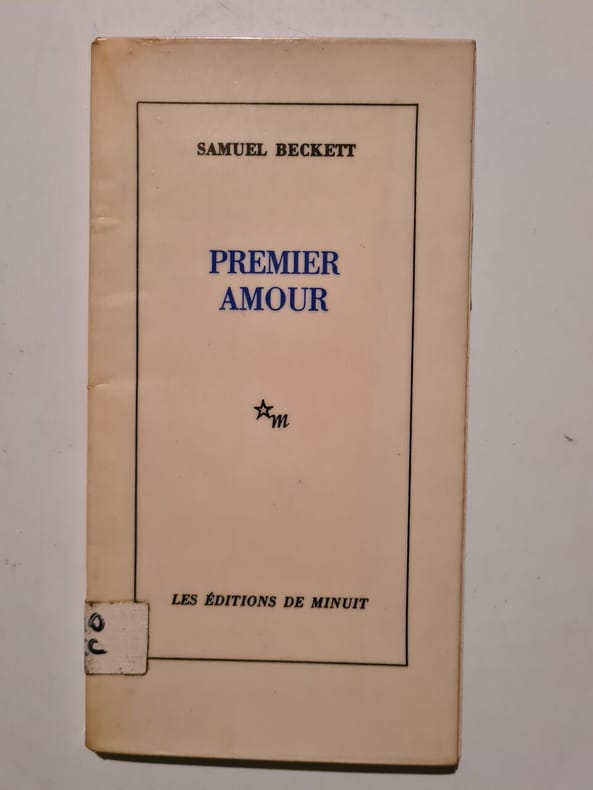 SAMUEL BECKETT
PREMIER
AMOUR
m
LES ÉDITIONS DE MINUIT
O
C